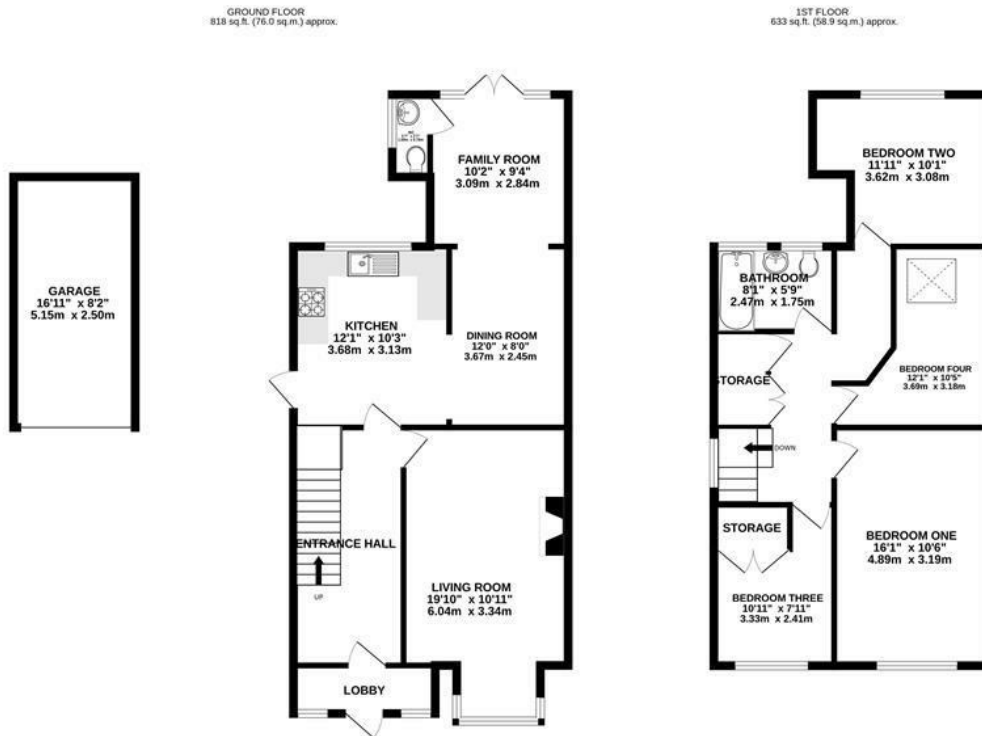 GROUND FLOOR
818 sq.ft. (76.0 sq.m.) approx.
1ST FLOOR
633 sq.ft. (58.9 sq.m.) approx.
GARAGE
16'11" x 8'2"
5.15m x 2.50m
FAMILY ROOM
10'2" x 9'4"
3.09m x 2.84m
KITCHEN
12'1" x 10'3"
3.68m x 3.13m
DINING ROOM
12'0" x 8'0"
3.67m x 2.45m
ENTRANCE HALL
UP
LIVING ROOM
19'10" x 10'11"
6.04m x 3.34m
LOBBY
BEDROOM TWO
11'11" x 10'1"
3.62m x 3.08m
BATHROOM
8'1" x 5'9"
2.47m x 1.75m
STORAGE
BEDROOM FOUR
12'1" x 10'5"
3.69m x 3.18m
DOWN
STORAGE
BEDROOM ONE
16'1" x 10'6"
4.89m x 3.19m
BEDROOM THREE
10'11" x 7'11"
3.33m x 2.41m